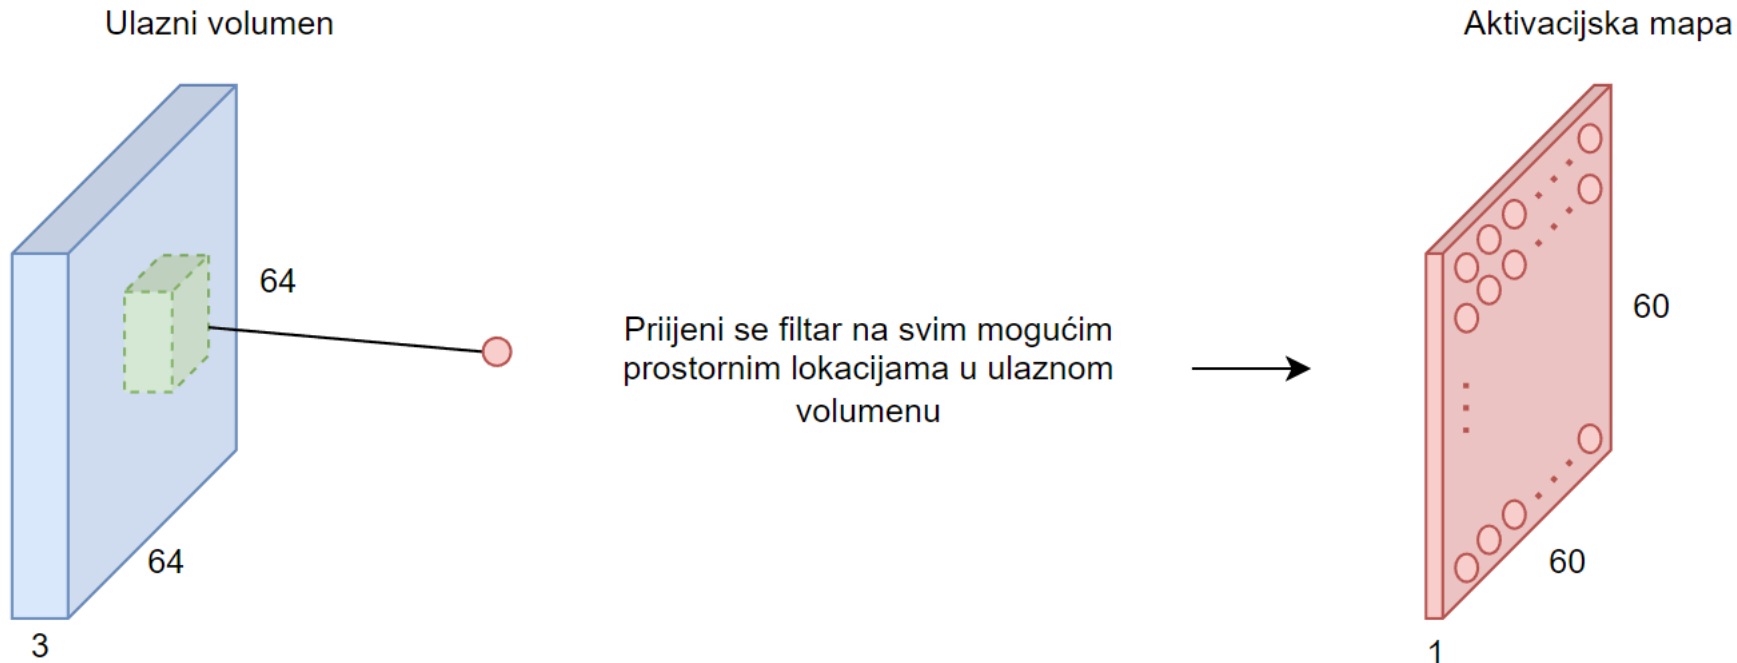 Ulazni volumen
Aktivacijska mapa
64
64
3
Priijeni se filtar na svim mogućim
prostornim lokacijama u ulaznom
volumenu
60
60
1